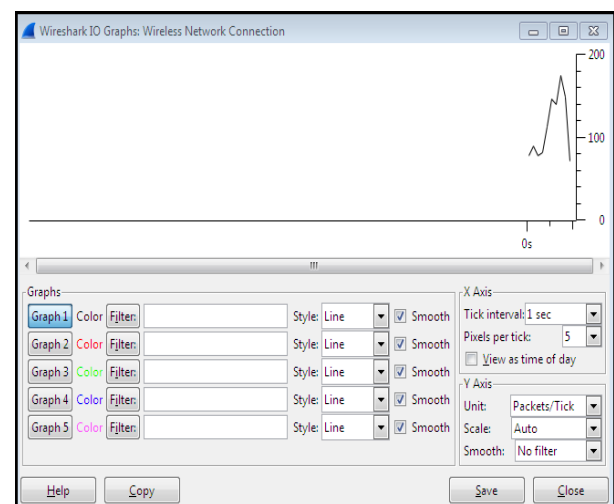 Wireshark IO Graphs: Wireless Network Connection
200
100
0
0s
Graphs
Graph 1 Color Filter: Style: Line Smooth
Graph 2 Color Filter: Style: Line Smooth
Graph 3 Color Filter: Style: Line Smooth
Graph 4 Color Filter: Style: Line Smooth
Graph 5 Color Filter: Style: Line Smooth
X Axis
Tick interval: 1 sec
Pixels per tick: 5
View as time of day
Y Axis
Unit: Packets/Tick
Scale: Auto
Smooth: No filter
Help Copy Save Close